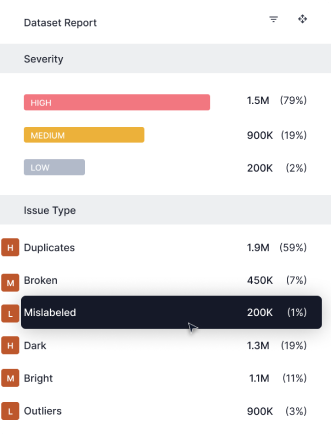 Dataset Report
Severity
HIGH 1.5M (79%)
MEDIUM 900K (19%)
LOW 200K (2%)
Issue Type
H Duplicates 1.9M (59%)
M Broken 450K (7%)
L Mislabeled 200K (1%)
H Dark 1.3M (19%)
M Bright 1.1M (11%)
L Outliers 900K (3%)